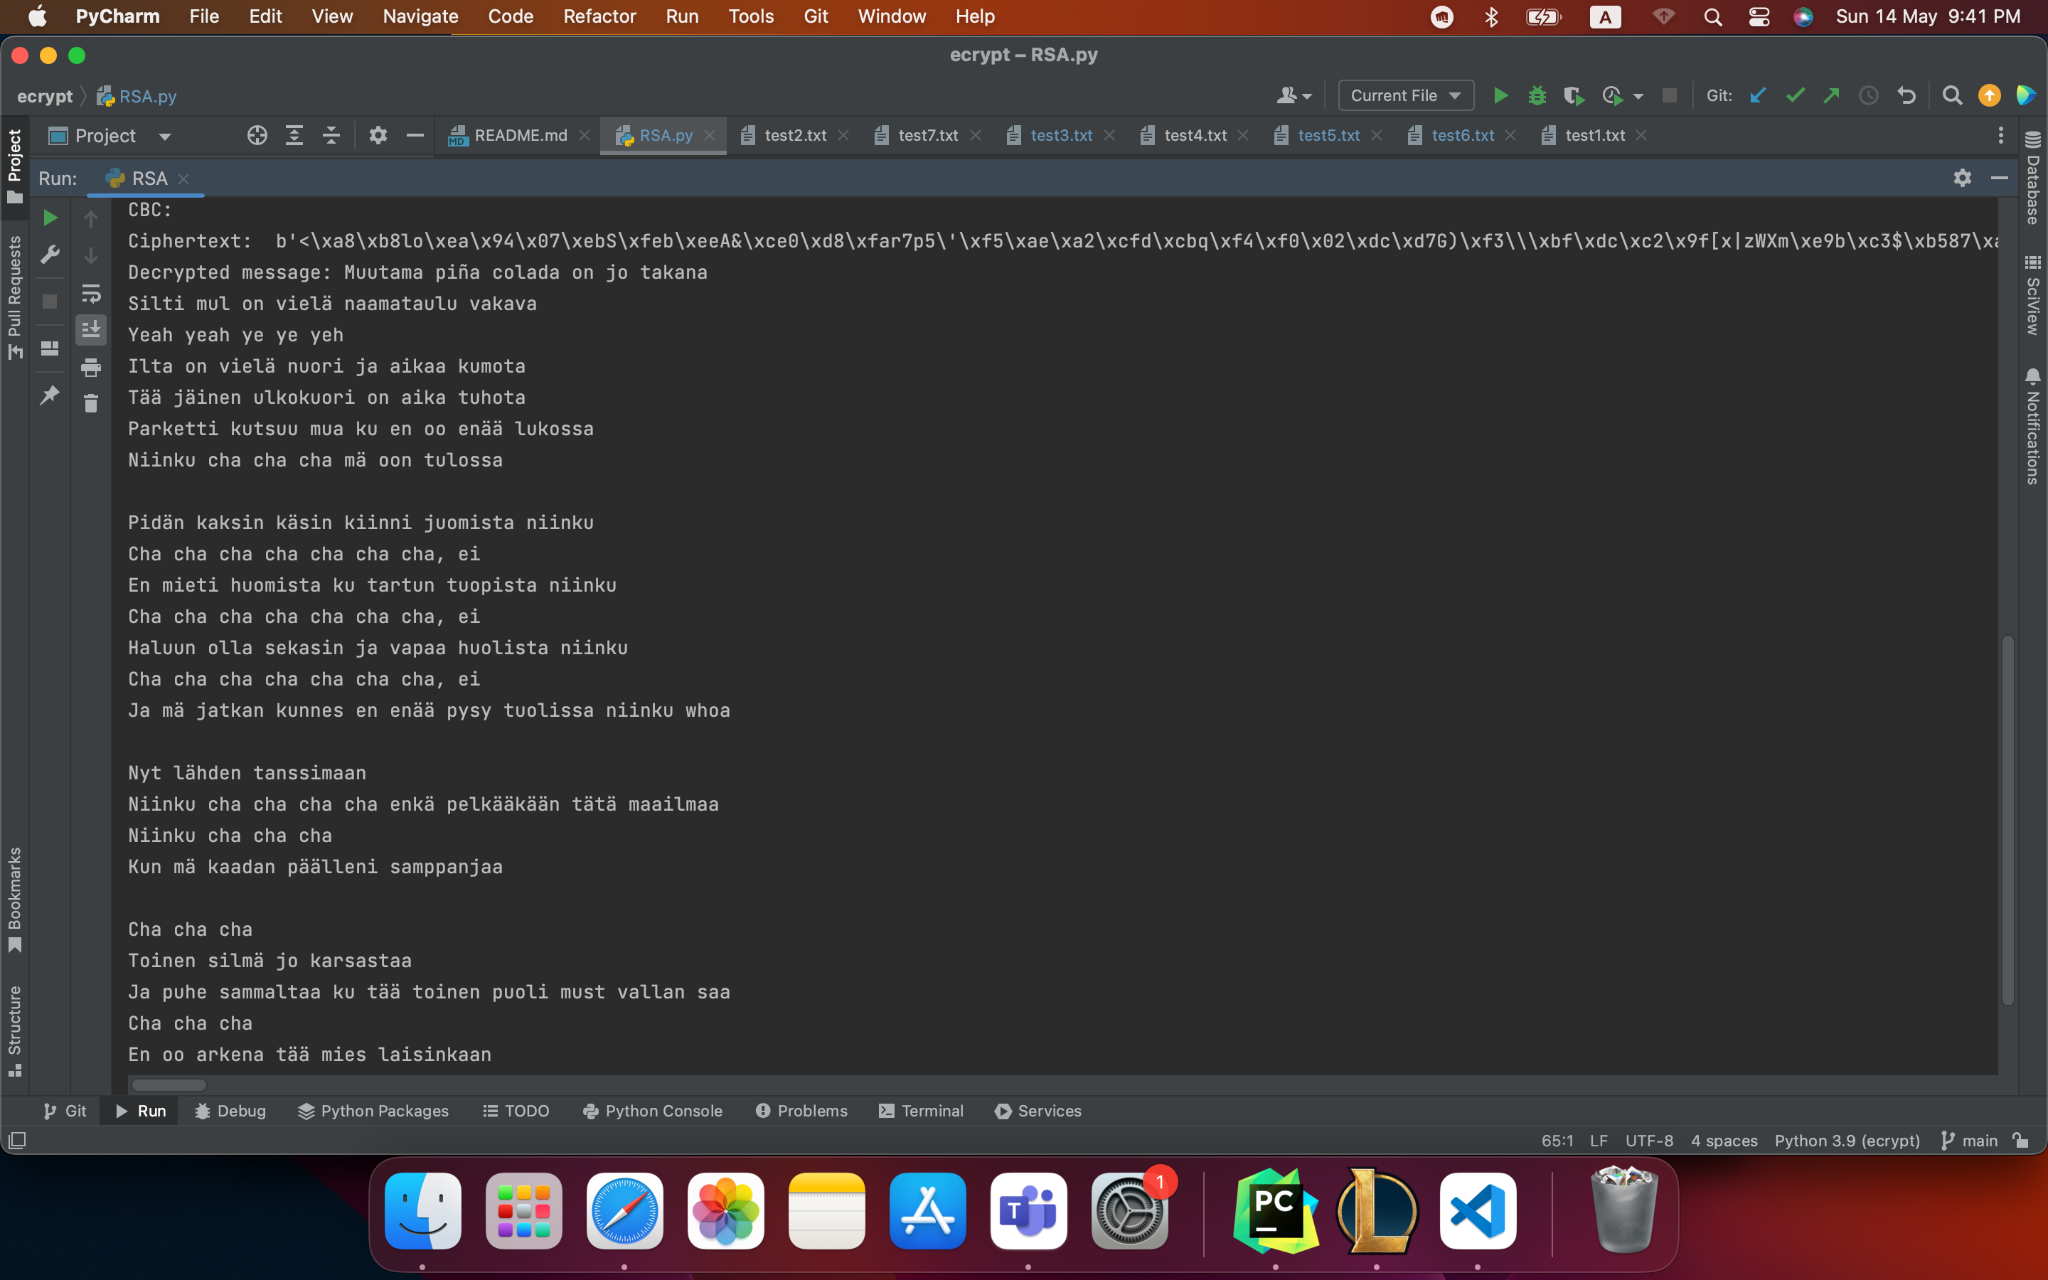 PyCharm File Edit View Navigate Code Refactor Run Tools Git Window Help A Sun 14 May 9:41 PM
ecrypt – RSA.py
ecrypt RSA.py Current File Git:
Project README.md RSA.py test2.txt test7.txt test3.txt test4.txt test5.txt test6.txt test1.txt
Run: RSA
CBC:
Ciphertext:  b'<\xa8\xb8lo\xea\x94\x07\xebS\xfeb\xeeA&\xce0\xd8\xfar7p5\'\xf5\xae\xa2\xcfd\xcbq\xf4\xf0\x02\xdc\xd7G)\xf3\\\xbf\xdc\xc2\x9f[x|zWXm\xe9b\xc3$\xb587\xa
Decrypted message: Muutama piña colada on jo takana
Silti mul on vielä naamataulu vakava
Yeah yeah ye ye yeh
Ilta on vielä nuori ja aikaa kumota
Tää jäinen ulkokuori on aika tuhota
Parketti kutsuu mua ku en oo enää lukossa
Niinku cha cha cha mä oon tulossa
Pidän kaksin käsin kiinni juomista niinku
Cha cha cha cha cha cha cha, ei
En mieti huomista ku tartun tuopista niinku
Cha cha cha cha cha cha cha, ei
Haluun olla sekasin ja vapaa huolista niinku
Cha cha cha cha cha cha cha, ei
Ja mä jatkan kunnes en enää pysy tuolissa niinku whoa
Nyt lähden tanssimaan
Niinku cha cha cha cha enkä pelkääkään tätä maailmaa
Niinku cha cha cha
Kun mä kaadan päälleni samppanjaa
Cha cha cha
Toinen silmä jo karsastaa
Ja puhe sammaltaa ku tää toinen puoli must vallan saa
Cha cha cha
En oo arkena tää mies laisinkaan
Project
Pull Requests
Bookmarks
Structure
Database
SciView
Notifications
Git Run Debug Python Packages TODO Python Console Problems Terminal Services
65:1 LF UTF-8 4 spaces Python 3.9 (ecrypt) main
T 1 PC